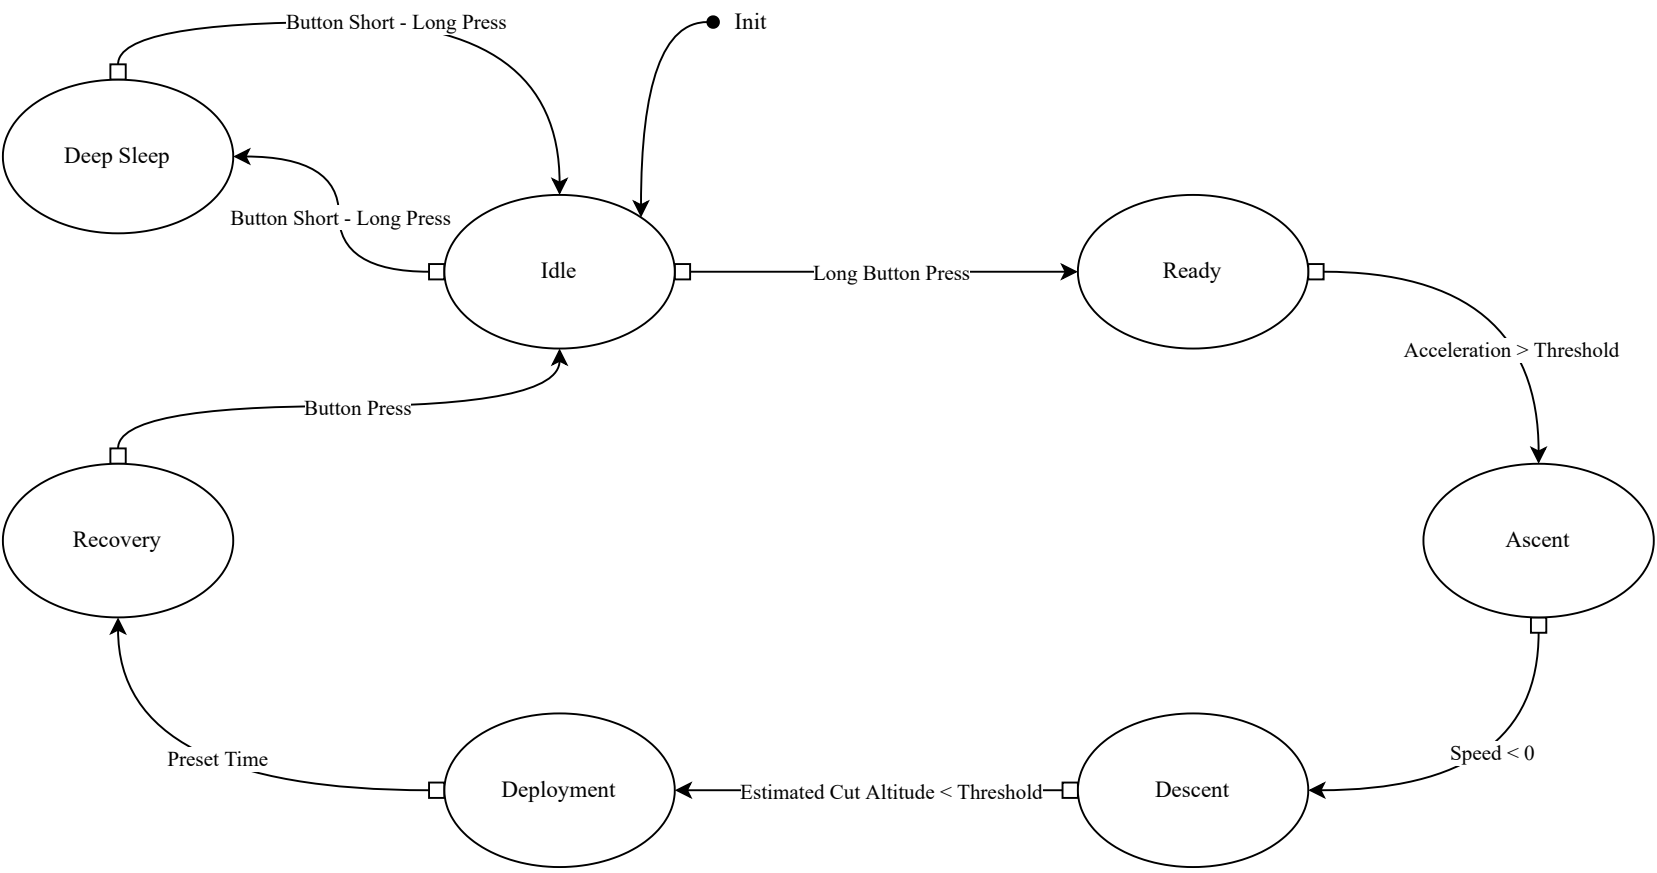 Button Short - Long Press
Init
Deep Sleep
Button Short - Long Press
Idle
Long Button Press
Ready
Acceleration > Threshold
Button Press
Recovery
Ascent
Preset Time
Speed < 0
Deployment
Estimated Cut Altitude < Threshold
Descent